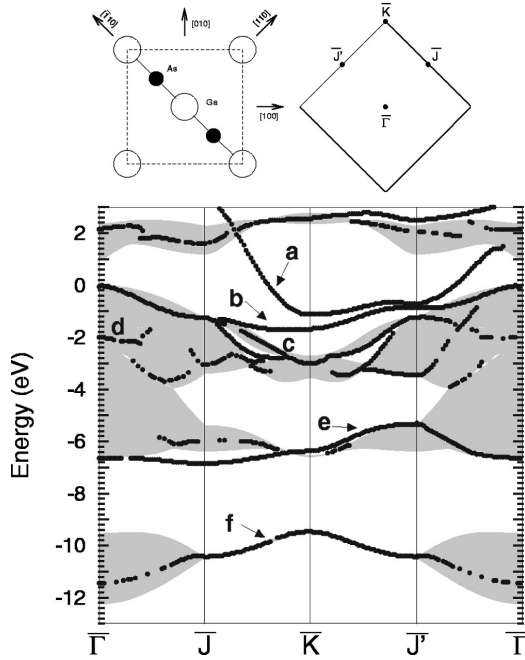 [1̅10]
[010]
[110]
As
Ga
[100]
K̅
J̅'
J̅
Γ̅
Energy (eV)
2
0
-2
-4
-6
-8
-10
-12
a
b
c
d
e
f
Γ̅
J̅
K̅
J̅'
Γ̅